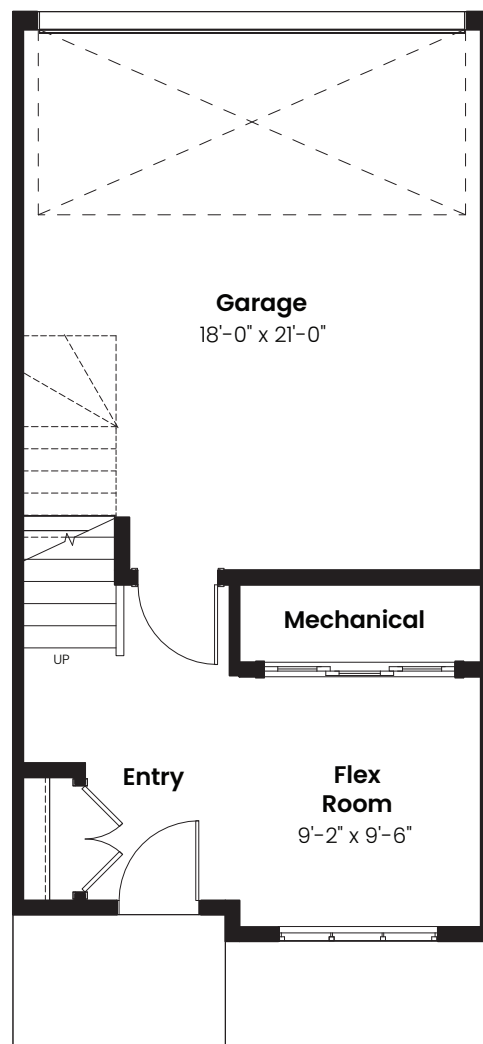 Garage
18'-0" x 21'-0"
Mechanical
UP
Entry
Flex
Room
9'-2" x 9'-6"